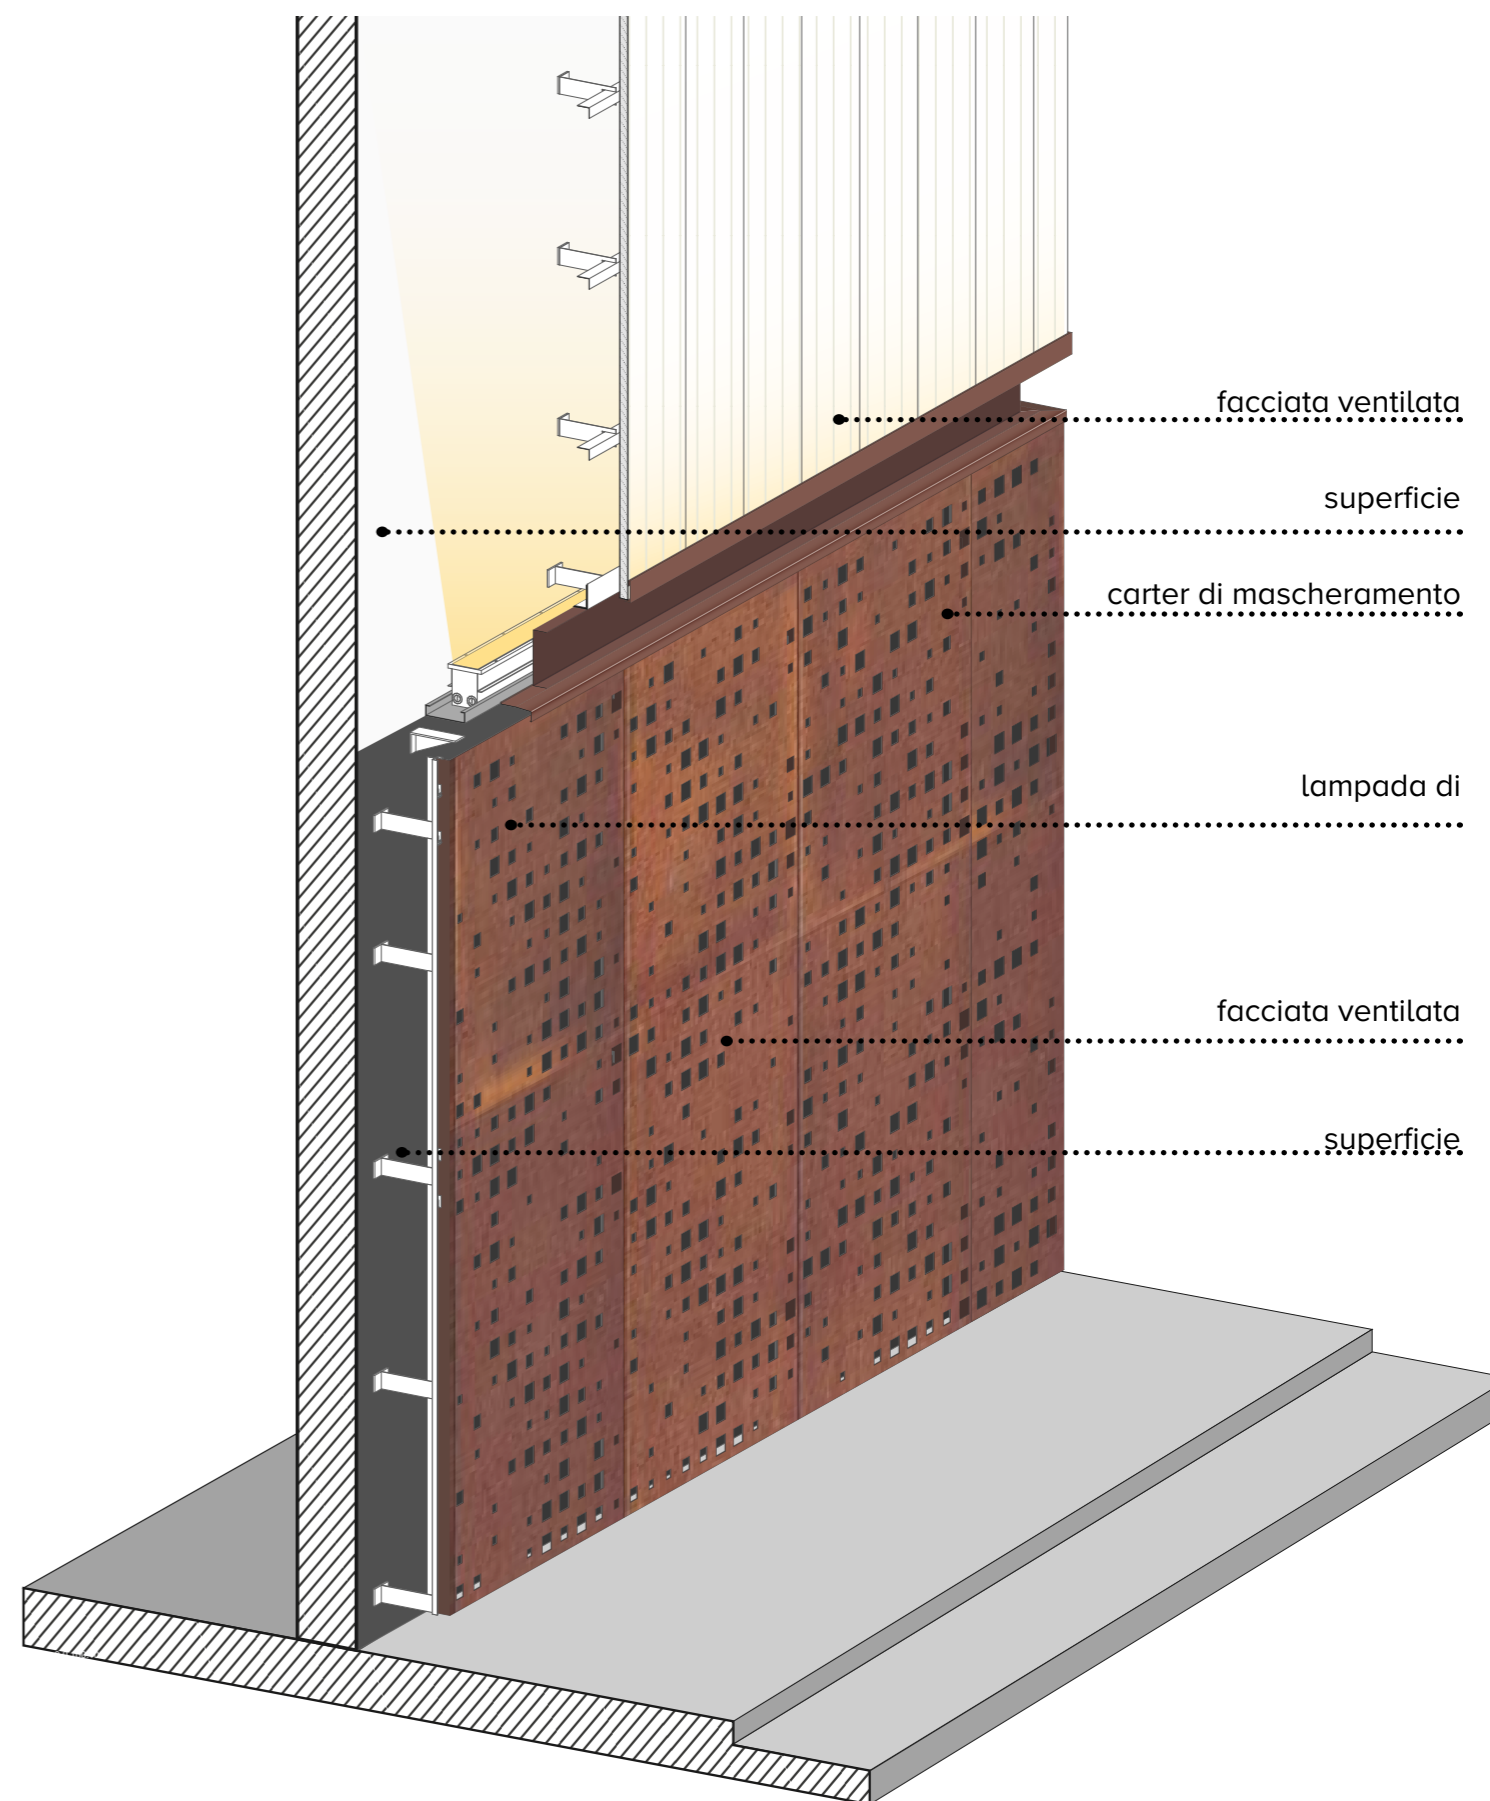 facciata ventilata
superficie
carter di mascheramento
lampada di
facciata ventilata
superficie